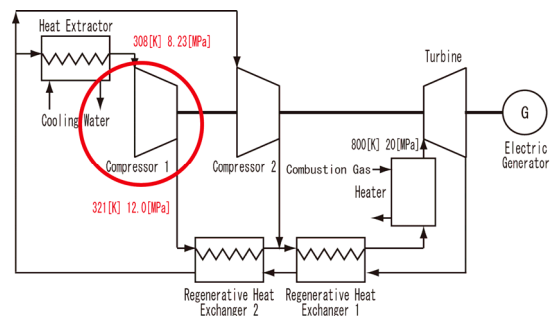 Heat Extractor
308[K] 8.23[MPa]
Turbine
Cooling Water
G
Electric
Generator
Compressor 1
Compressor 2
800[K] 20[MPa]
Combustion Gas
Heater
321[K] 12.0[MPa]
Regenerative Heat
Exchanger 2
Regenerative Heat
Exchanger 1